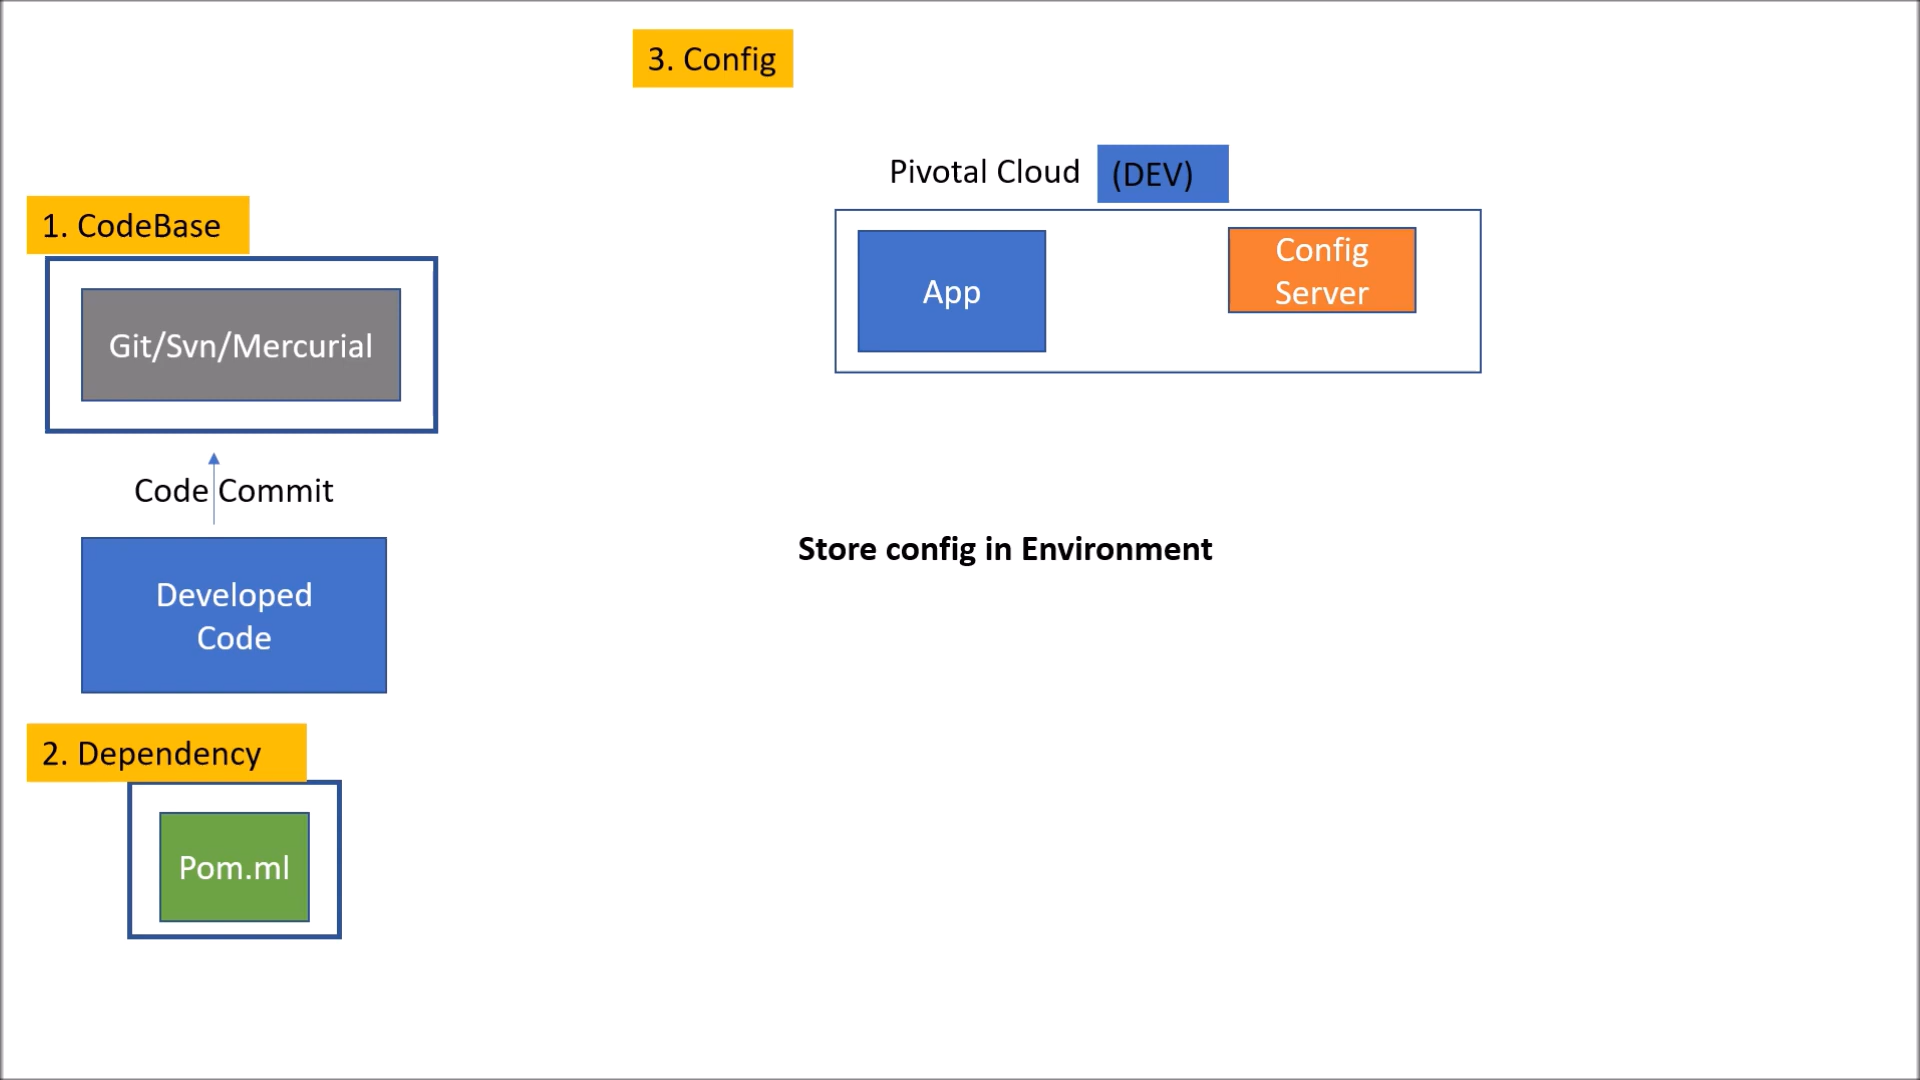 3. Config
Pivotal Cloud
(DEV)
1. CodeBase
App
Config
Server
Git/Svn/Mercurial
Code Commit
Store config in Environment
Developed
Code
2. Dependency
Pom.ml